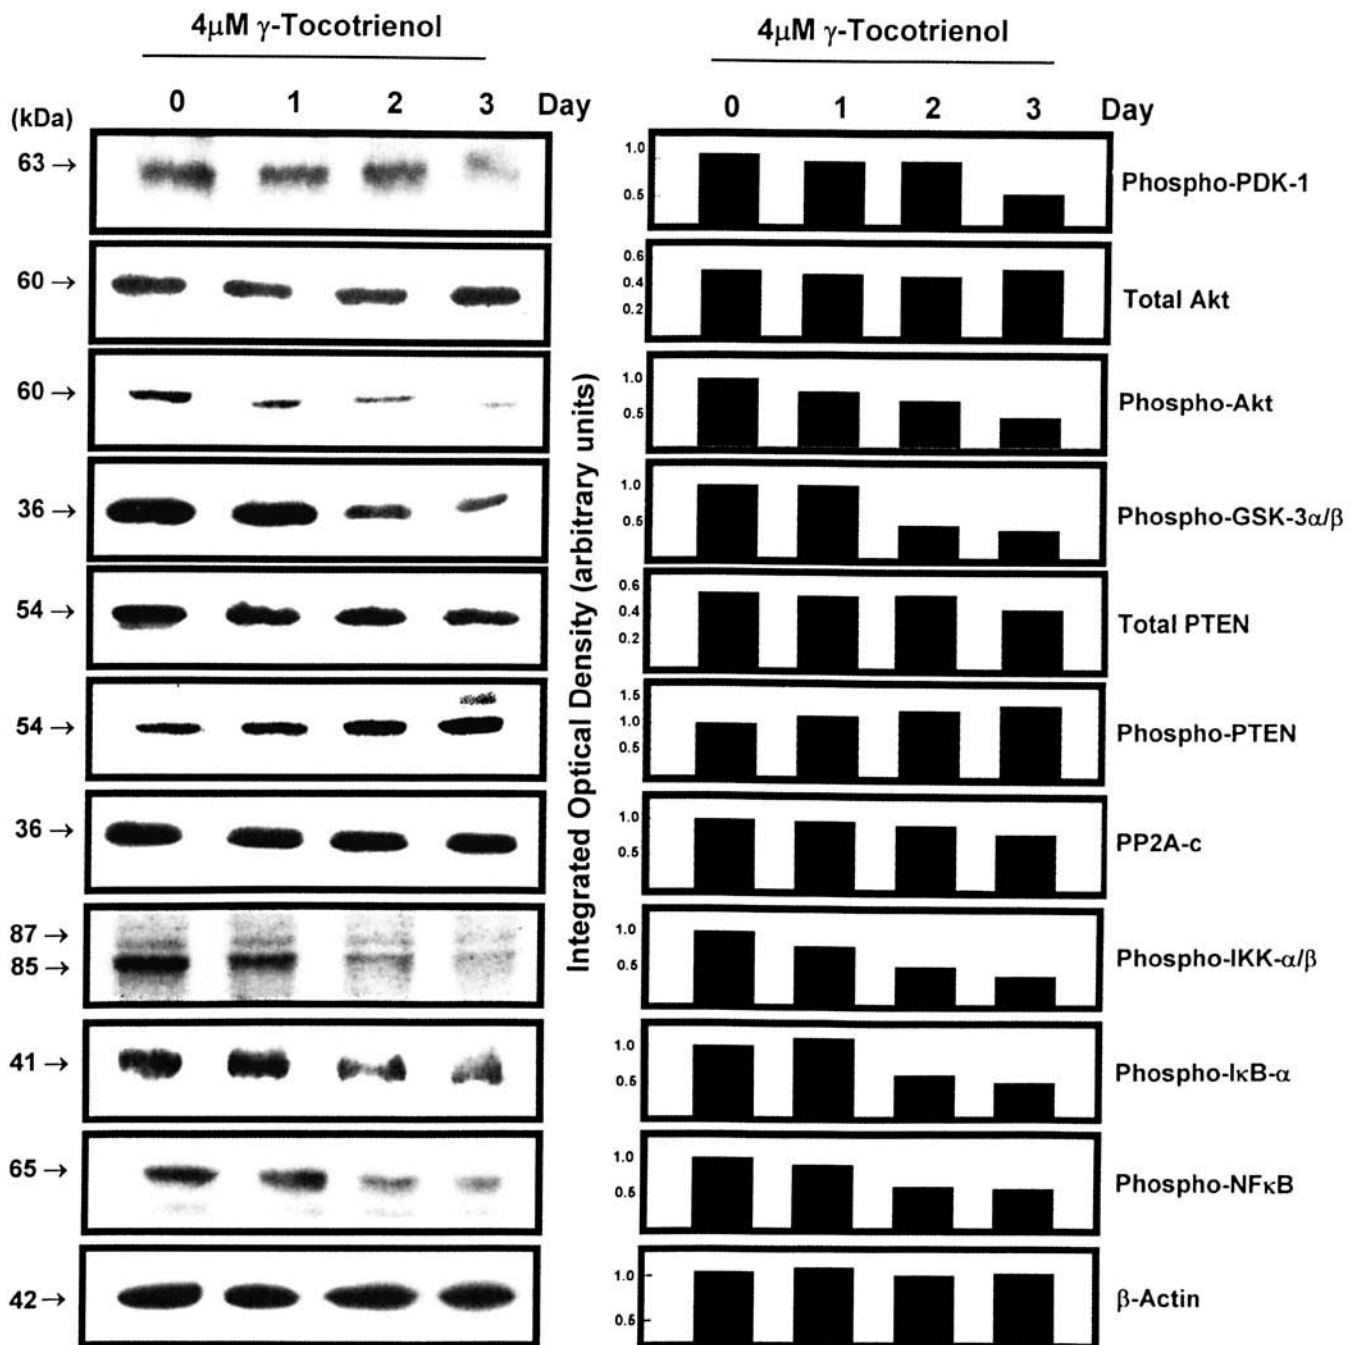 4μM γ-Tocotrienol
4μM γ-Tocotrienol
(kDa)
0 1 2 3 Day
0 1 2 3 Day
63 →
1.0
0.5
Phospho-PDK-1
60 →
0.6
0.4
0.2
Total Akt
60 →
1.0
0.5
Phospho-Akt
36 →
1.0
0.5
Phospho-GSK-3α/β
54 →
0.6
0.4
0.2
Total PTEN
54 →
1.5
1.0
0.5
Phospho-PTEN
36 →
1.0
0.5
PP2A-c
87 →
85 →
1.0
0.5
Phospho-IKK-α/β
41 →
1.0
0.5
Phospho-IκB-α
65 →
1.0
0.5
Phospho-NFκB
42 →
1.0
0.5
β-Actin
Integrated Optical Density (arbitrary units)